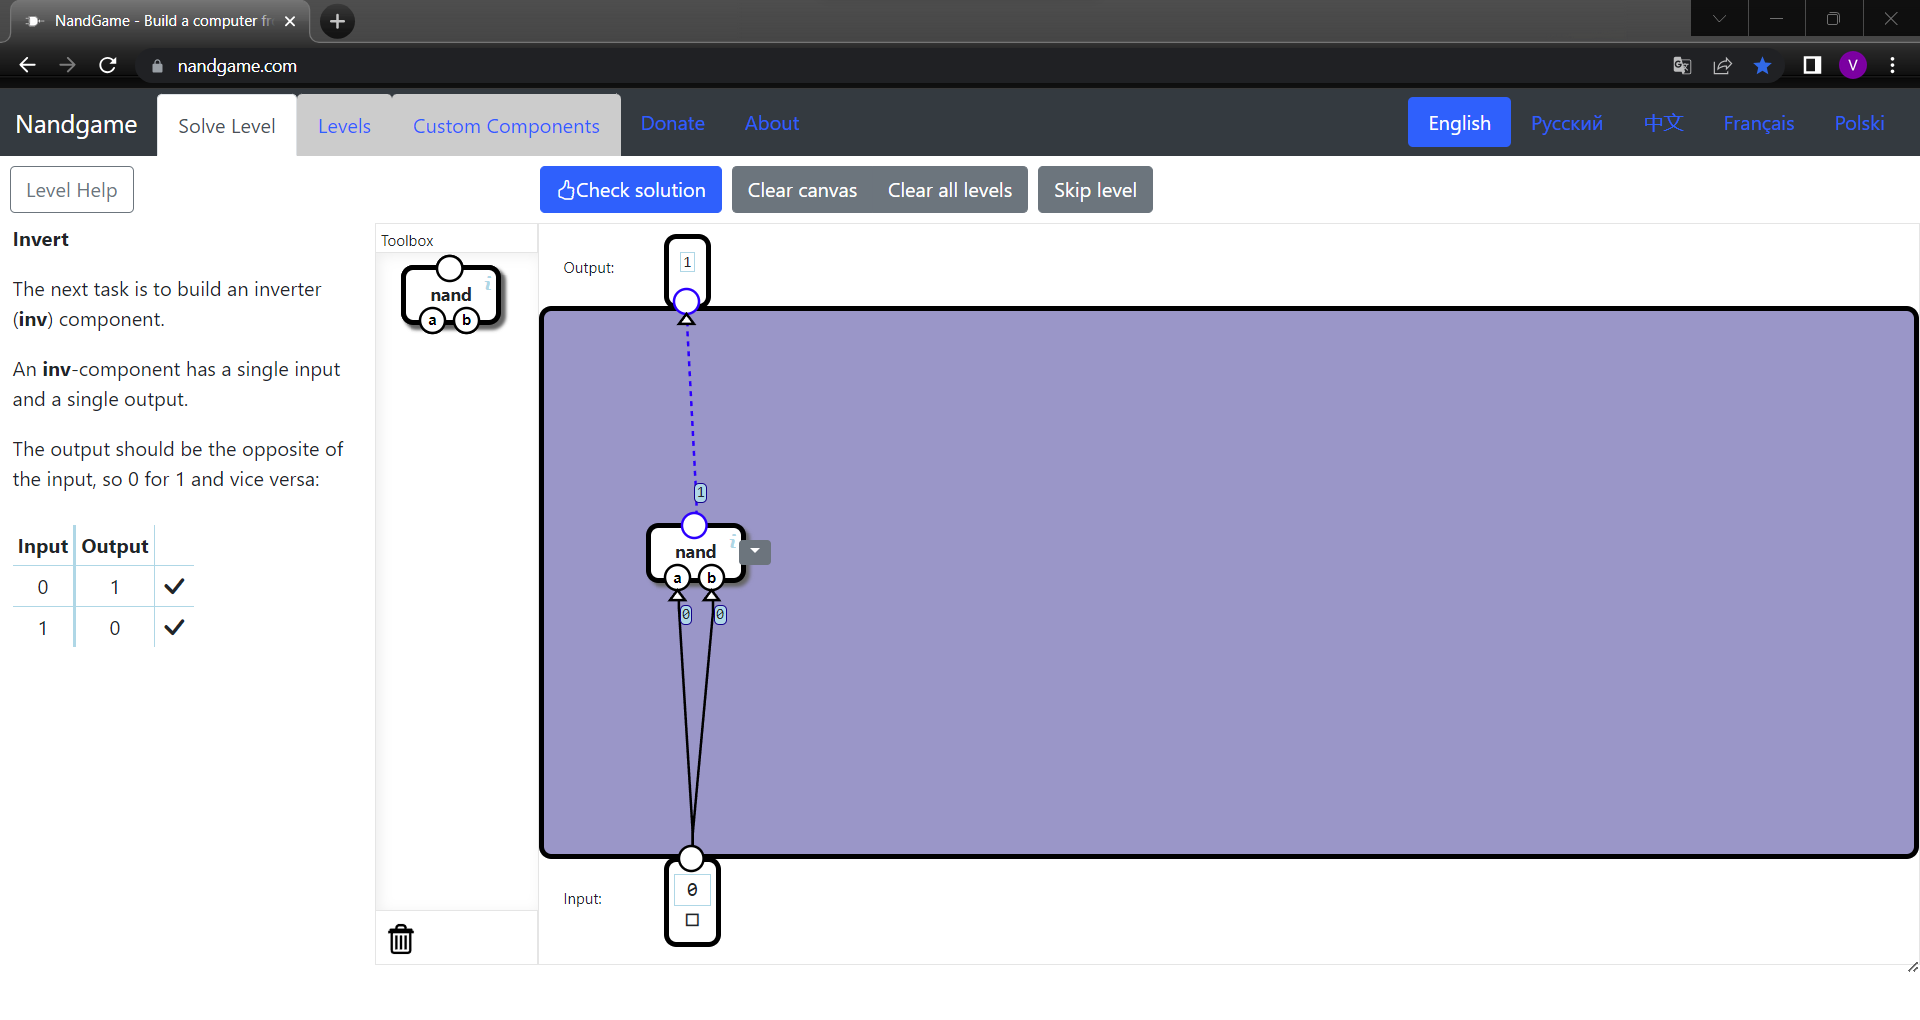 NandGame - Build a computer fr
nandgame.com
V
Nandgame
Solve Level
Levels
Custom Components
Donate
About
English
Русский
中文
Français
Polski
Level Help
Check solution
Clear canvas
Clear all levels
Skip level
Invert
The next task is to build an inverter
(inv) component.
An inv-component has a single input
and a single output.
The output should be the opposite of
the input, so 0 for 1 and vice versa:
Input Output
0 1
1 0
Toolbox
nand
i
a b
Output:
1
1
nand
i
a b
0 0
Input:
0